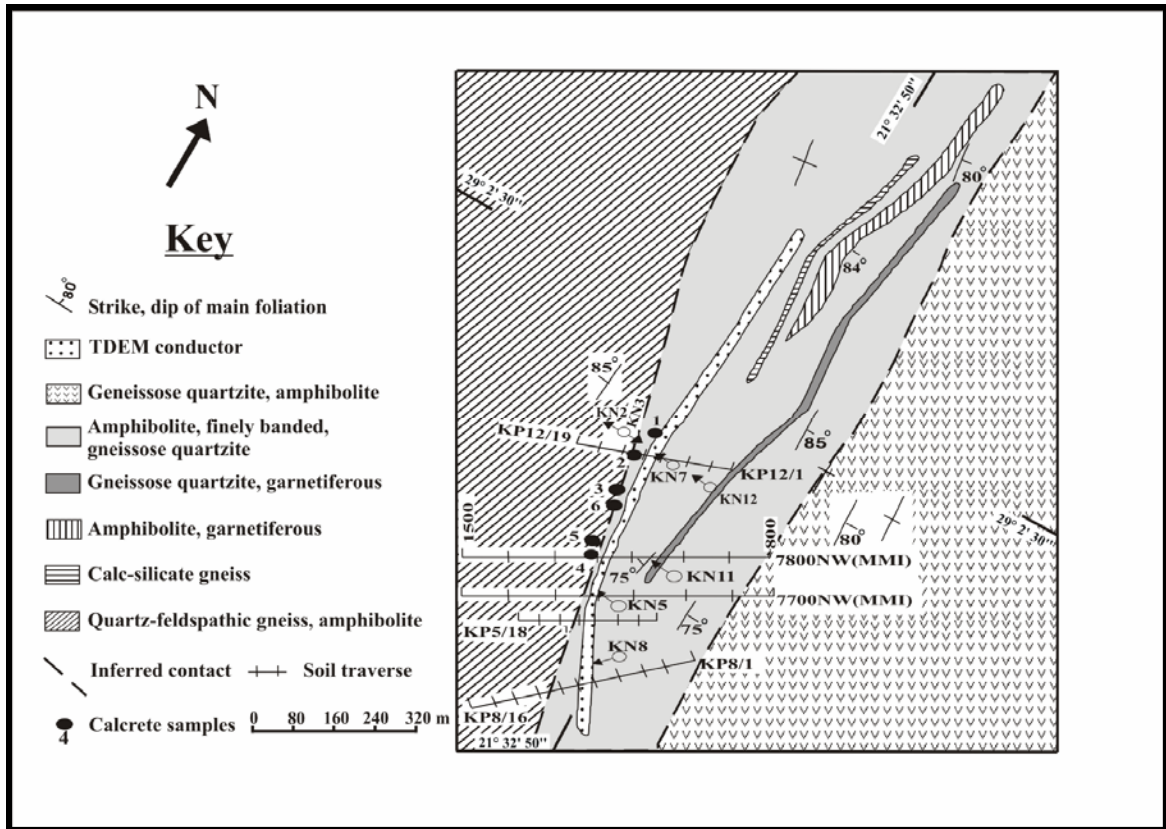 N
Key
80°
Strike, dip of main foliation
TDEM conductor
Geneissose quartzite, amphibolite
Amphibolite, finely banded,
gneissose quartzite
Gneissose quartzite, garnetiferous
Amphibolite, garnetiferous
Calc-silicate gneiss
Quartz-feldspathic gneiss, amphibolite
Inferred contact
Soil traverse
4
Calcrete samples
0 80 160 240 320 m
21° 32' 50"
29° 2' 30"
80°
84°
85°
KN2
KN3
1
KP12/19
2
KN7
KP12/1
85°
3
KN12
6
1500
800
80°
29° 2' 30"
5
4
7800NW(MMI)
75°
KN11
KN5
7700NW(MMI)
KP5/18
1
75°
KN8
KP8/1
KP8/16
21° 32' 50"